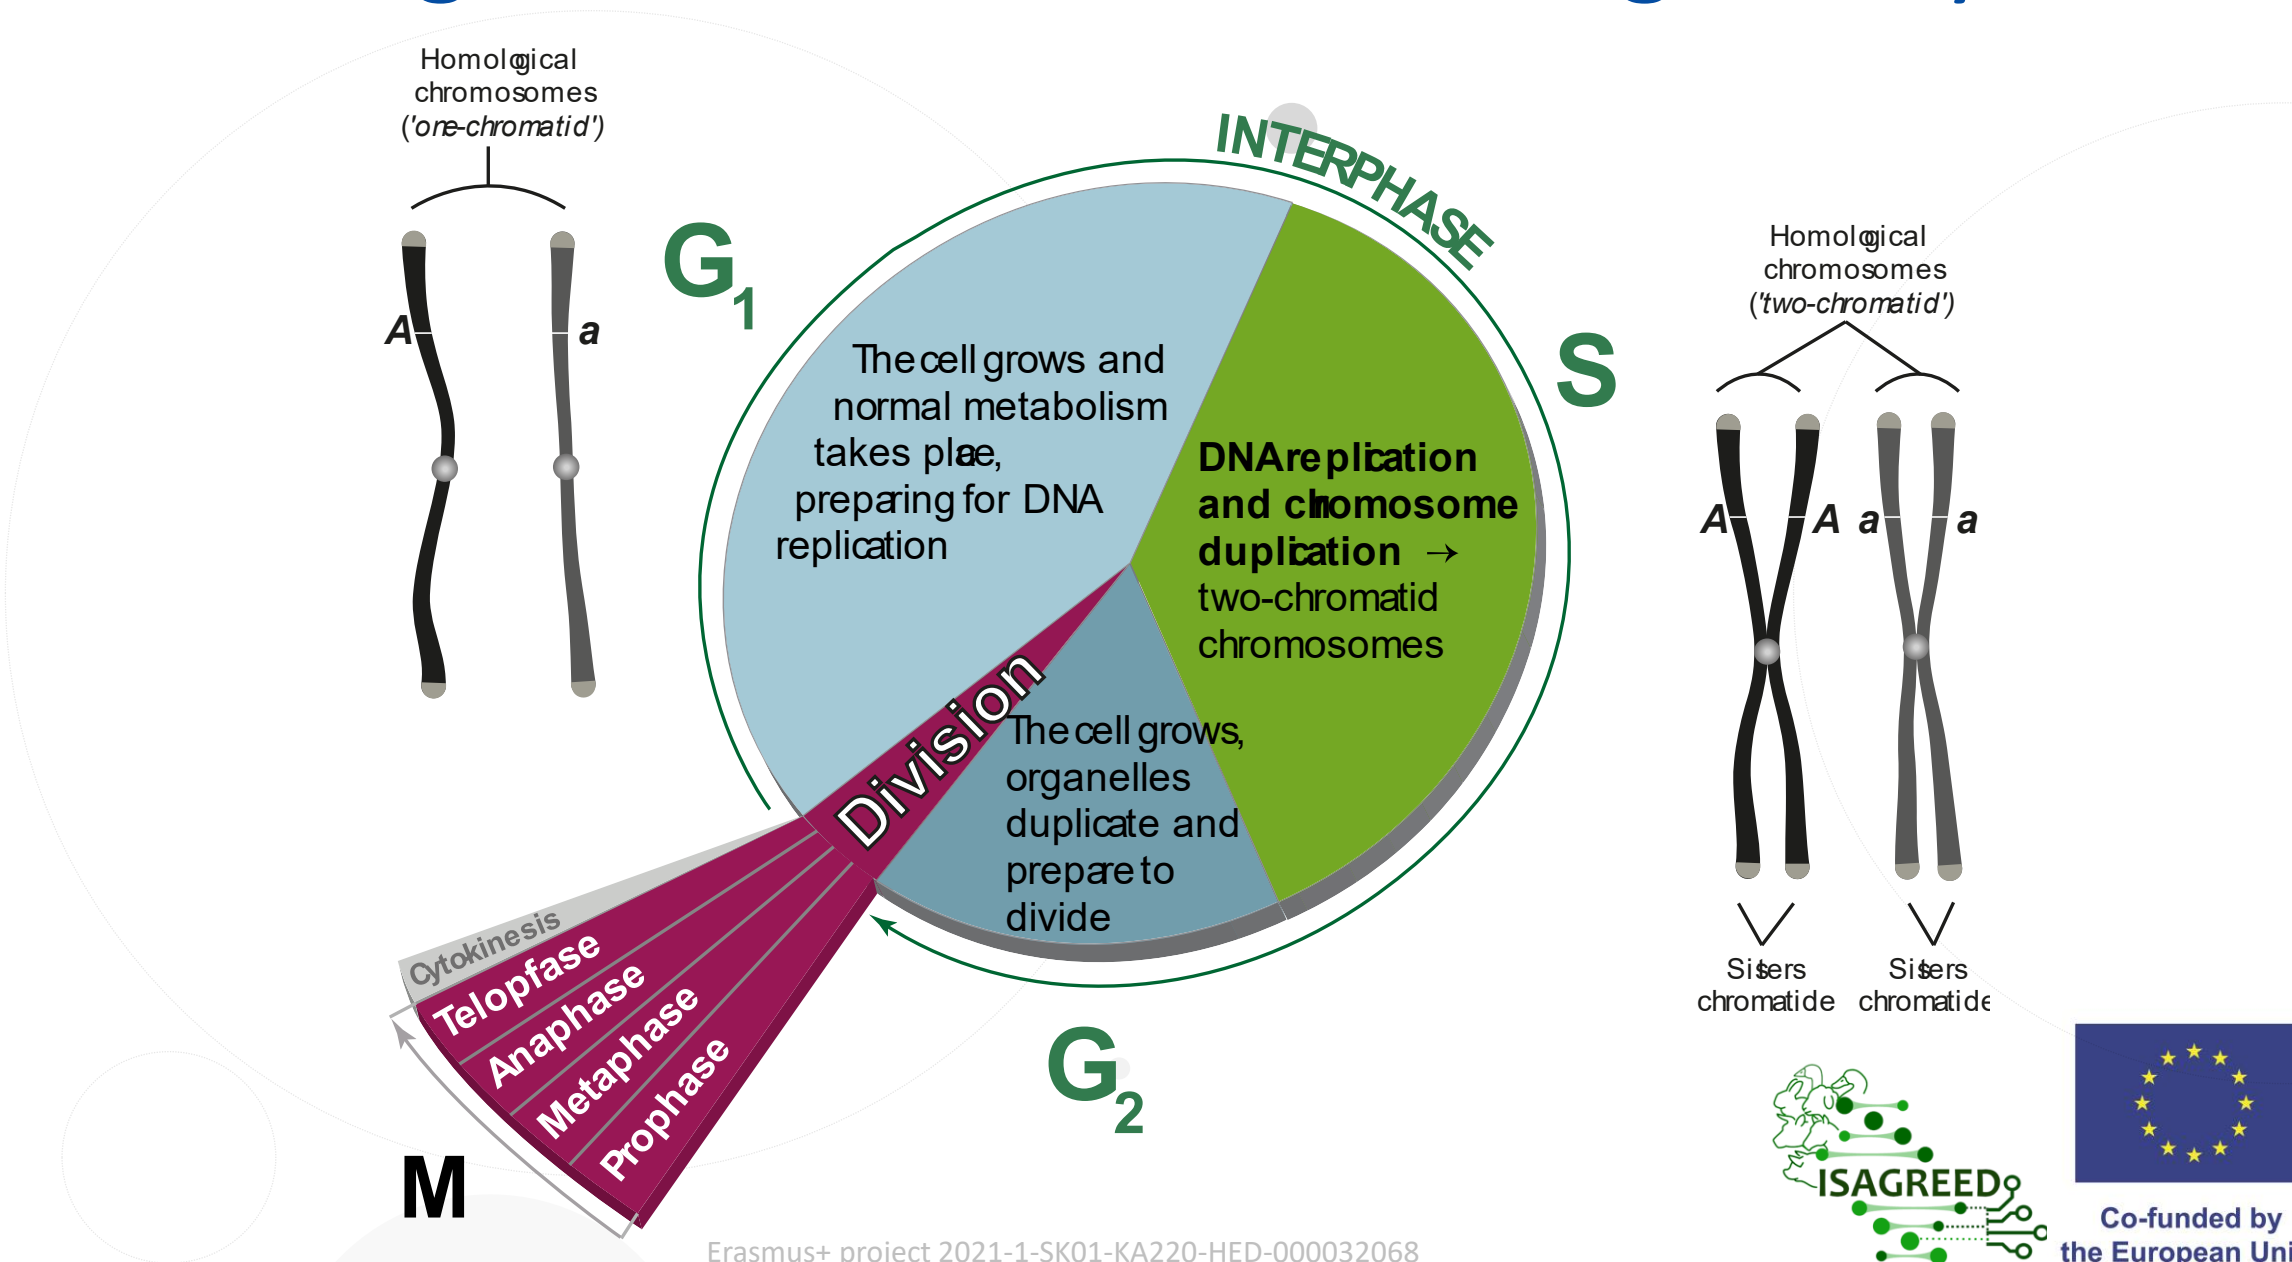 Homological
chromosomes
('one-chromatid')
A
a
G1
INTERPHASE
The cell grows and
normal metabolism
takes place,
preparing for DNA
replication
S
DNA replication
and chromosome
duplication →
two-chromatid
chromosomes
Homological
chromosomes
('two-chromatid')
A
A
a
a
Sisters
chromatide
Sisters
chromatide
Division
The cell grows,
organelles
duplicate and
prepare to
divide
G2
Cytokinesis
Telopfase
Anaphase
Metaphase
Prophase
M
ISAGREED
Co-funded by
the European Uni
Erasmus+ project 2021-1-SK01-KA220-HED-000032068